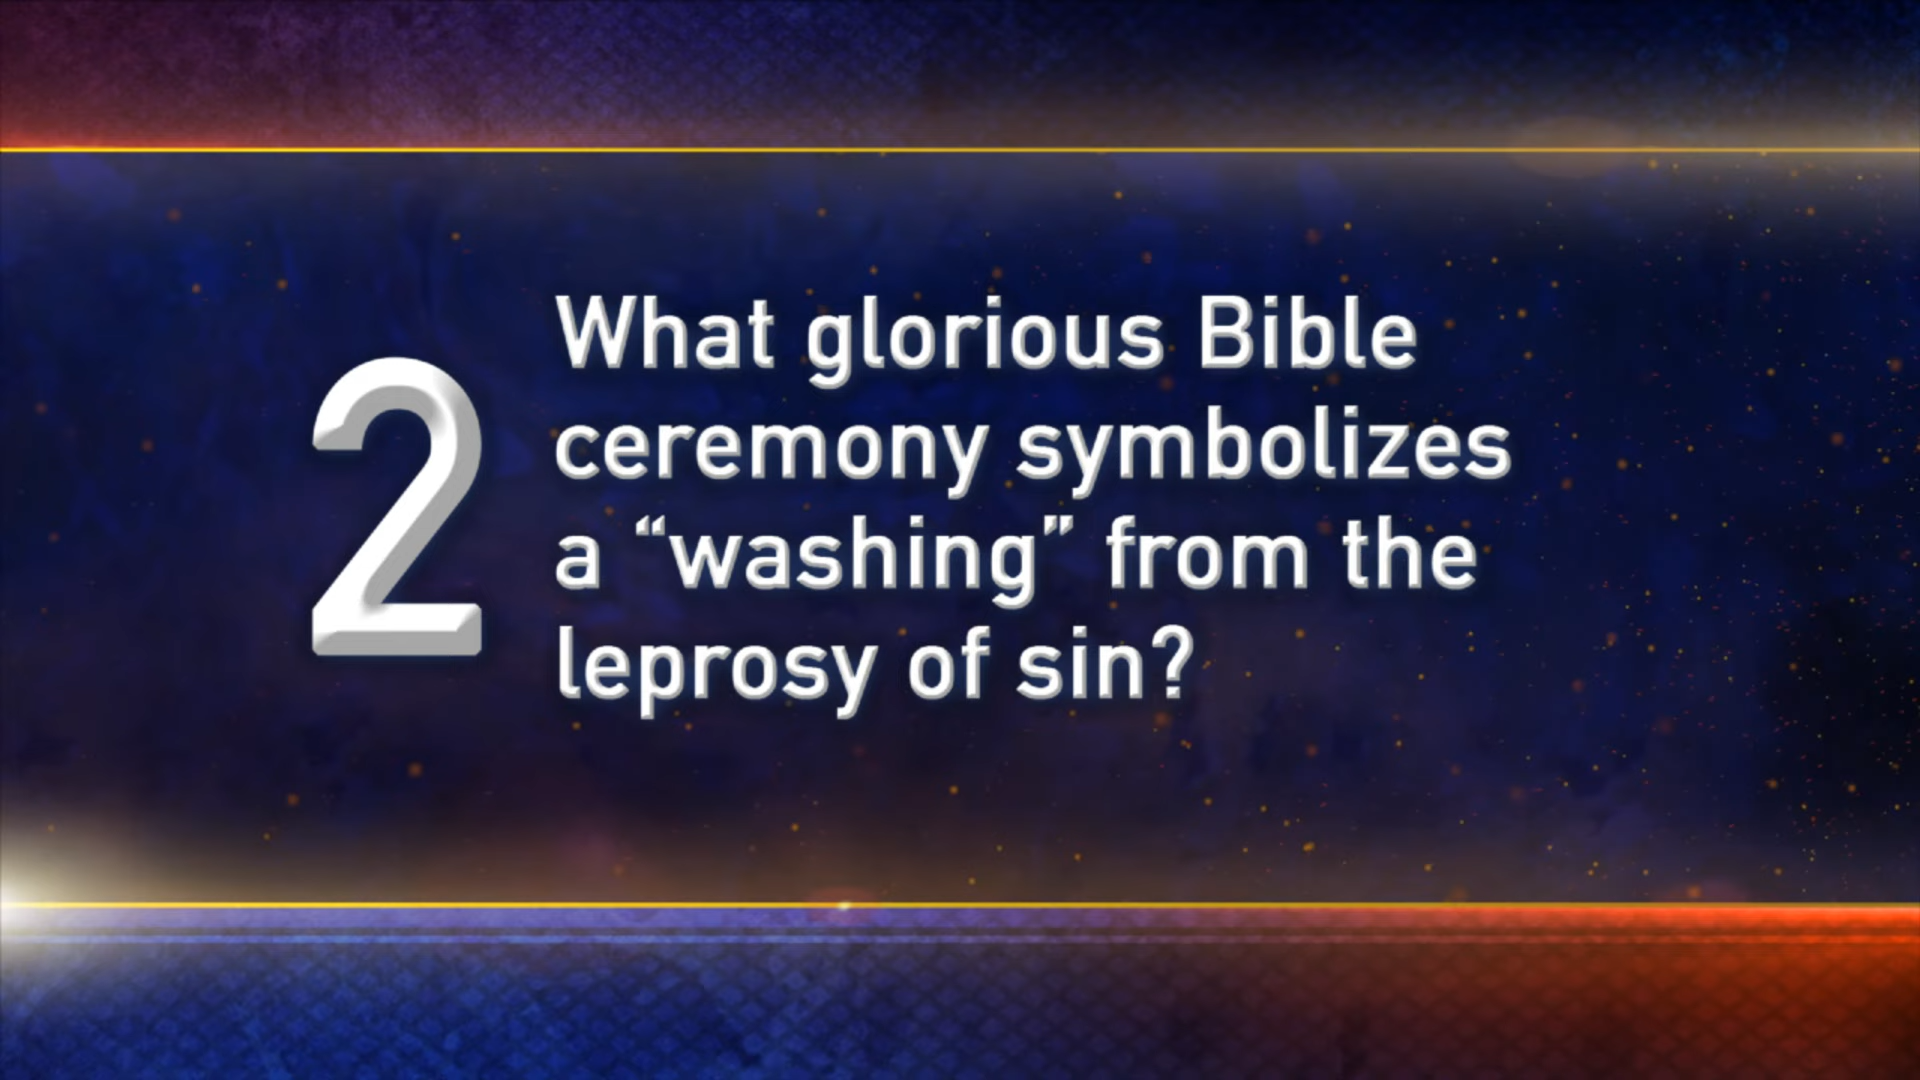 2
What glorious Bible
ceremony symbolizes
a “washing” from the
leprosy of sin?